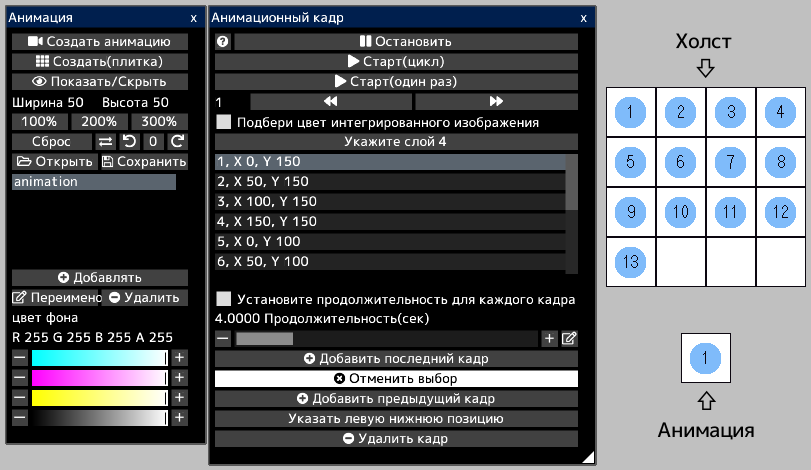 Анимация x
Создать анимацию
Создать(плитка)
Показать/Скрыть
Ширина 50 Высота 50
100% 200% 300%
Сброс 0
Открыть Сохранить
animation
Добавлять
Переимено Удалить
цвет фона
R 255 G 255 B 255 A 255
Анимационный кадр x
? Остановить
Старт(цикл)
Старт(один раз)
1
Подбери цвет интегрированного изображения
Укажите слой 4
1, X 0, Y 150
2, X 50, Y 150
3, X 100, Y 150
4, X 150, Y 150
5, X 0, Y 100
6, X 50, Y 100
Установите продолжительность для каждого кадра
4.0000 Продолжительность(сек)
Добавить последний кадр
Отменить выбор
Добавить предыдущий кадр
Указать левую нижнюю позицию
Удалить кадр
Холст
1 2 3 4
5 6 7 8
9 10 11 12
13
1
Анимация